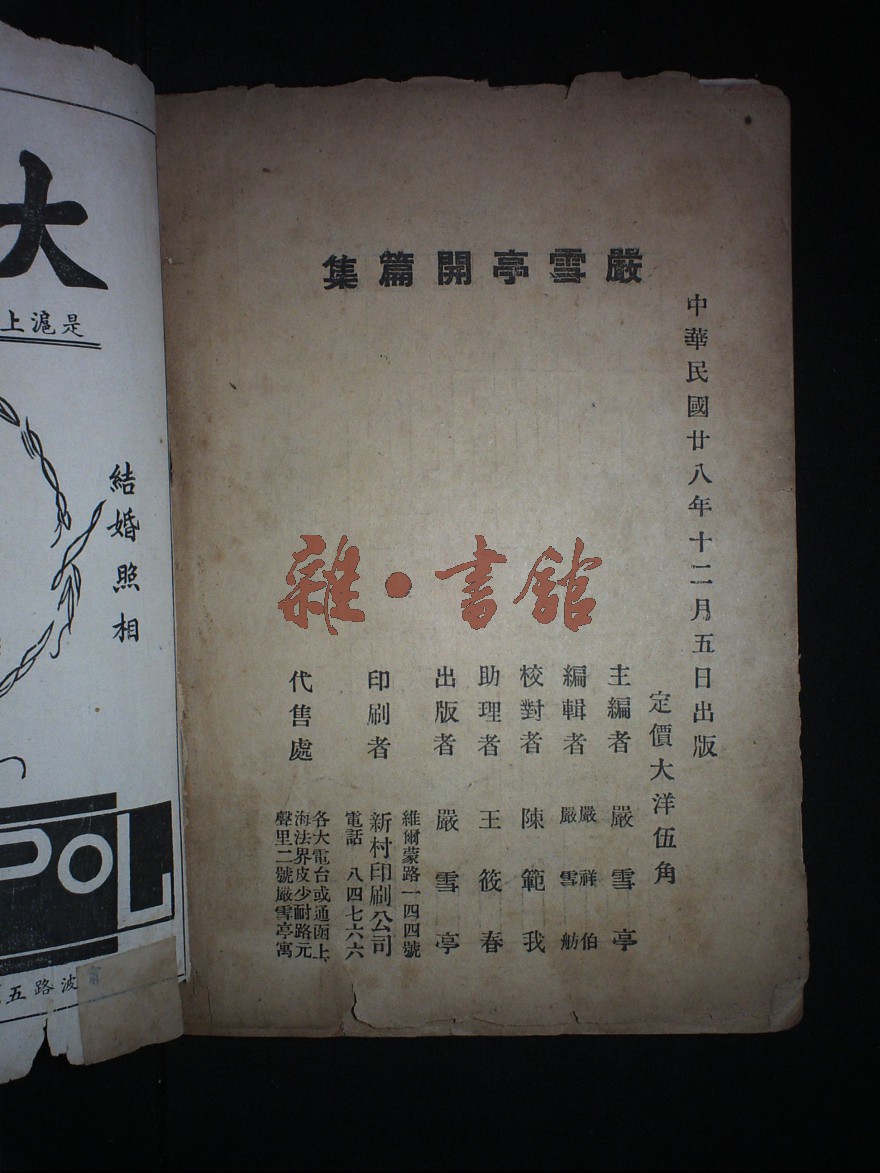 嚴雪亭開篇集
中華民國廿八年十二月五日出版
定價大洋伍角
主編者 嚴雪亭
編輯者 嚴祥伯
嚴雪舫
校對者 陳範我
助理者 王筱春
出版者 嚴雪亭
印刷者 新村印刷公司
維爾蒙路一四四號
電話 八四七六六
代售處
各大電台或通函上
海法界皮少耐路元
聲里二號嚴雪亭寓
雜·書館
大
是滬上
結婚照相
POL
波路五